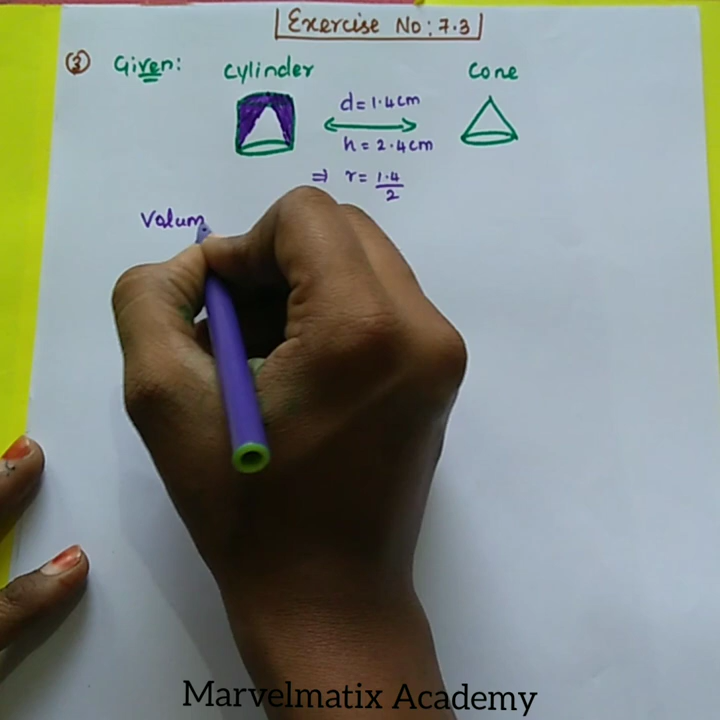 Exercise No: 7.3
(3) Given: Cylinder Cone
d = 1.4cm
h = 2.4cm
⇒ r = 1.4/2
Volum
Marvelmatix Academy